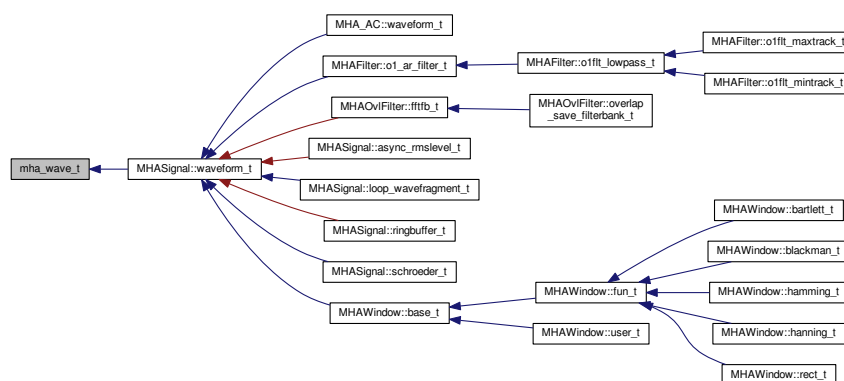 MHA_AC::waveform_t
MHAFilter::o1_ar_filter_t
MHAFilter::o1flt_lowpass_t
MHAFilter::o1flt_maxtrack_t
MHAFilter::o1flt_mintrack_t
MHAOvlFilter::fftfb_t
MHAOvlFilter::overlap
_save_filterbank_t
MHASignal::async_rmslevel_t
mha_wave_t
MHASignal::waveform_t
MHASignal::loop_wavefragment_t
MHASignal::ringbuffer_t
MHASignal::schroeder_t
MHAWindow::base_t
MHAWindow::fun_t
MHAWindow::user_t
MHAWindow::bartlett_t
MHAWindow::blackman_t
MHAWindow::hamming_t
MHAWindow::hanning_t
MHAWindow::rect_t